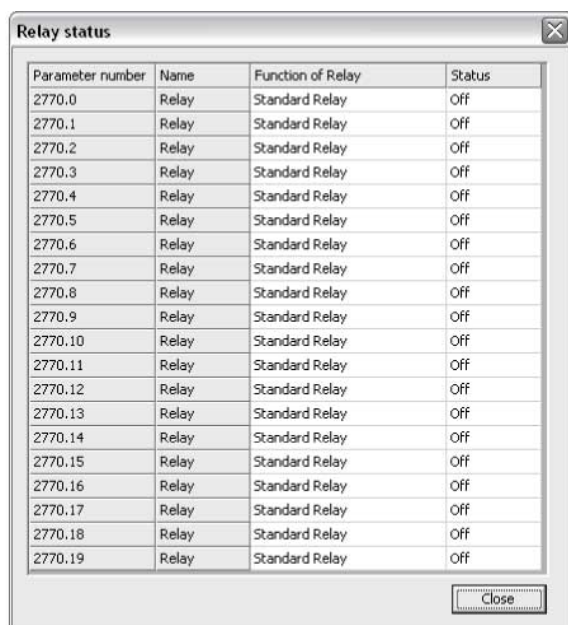 Relay status
Parameter number Name Function of Relay Status
2770.0 Relay Standard Relay Off
2770.1 Relay Standard Relay Off
2770.2 Relay Standard Relay Off
2770.3 Relay Standard Relay Off
2770.4 Relay Standard Relay Off
2770.5 Relay Standard Relay Off
2770.6 Relay Standard Relay Off
2770.7 Relay Standard Relay Off
2770.8 Relay Standard Relay Off
2770.9 Relay Standard Relay Off
2770.10 Relay Standard Relay Off
2770.11 Relay Standard Relay Off
2770.12 Relay Standard Relay Off
2770.13 Relay Standard Relay Off
2770.14 Relay Standard Relay Off
2770.15 Relay Standard Relay Off
2770.16 Relay Standard Relay Off
2770.17 Relay Standard Relay Off
2770.18 Relay Standard Relay Off
2770.19 Relay Standard Relay Off
Close